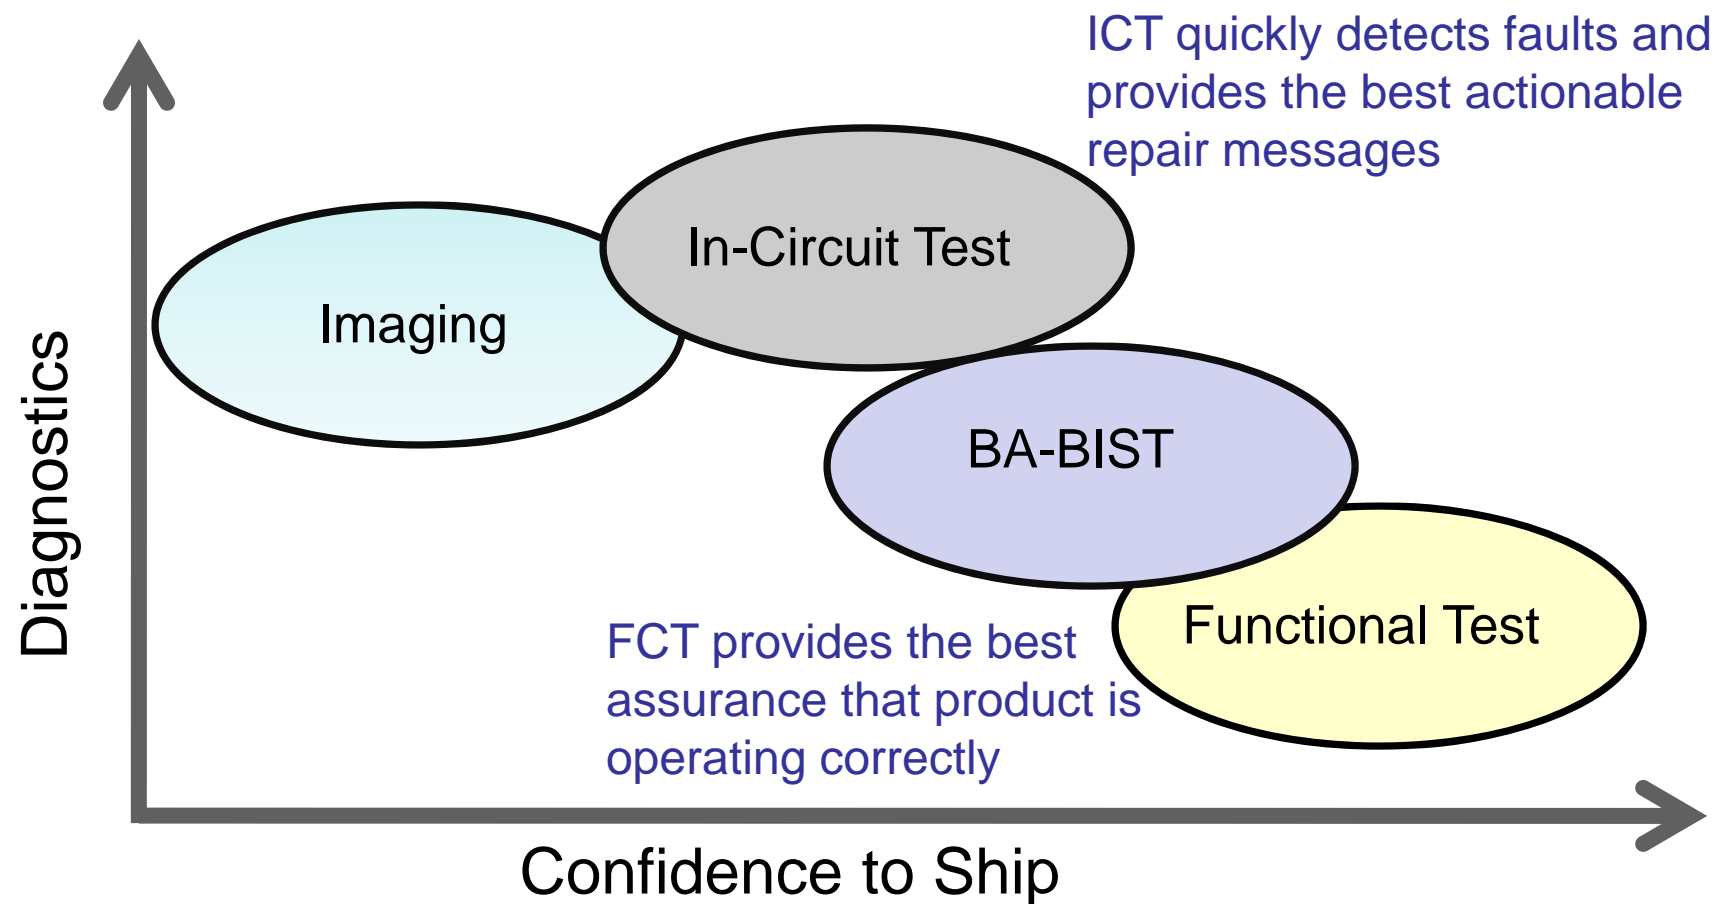 ICT quickly detects faults and
provides the best actionable
repair messages
In-Circuit Test
Imaging
BA-BIST
Functional Test
FCT provides the best
assurance that product is
operating correctly
Diagnostics
Confidence to Ship